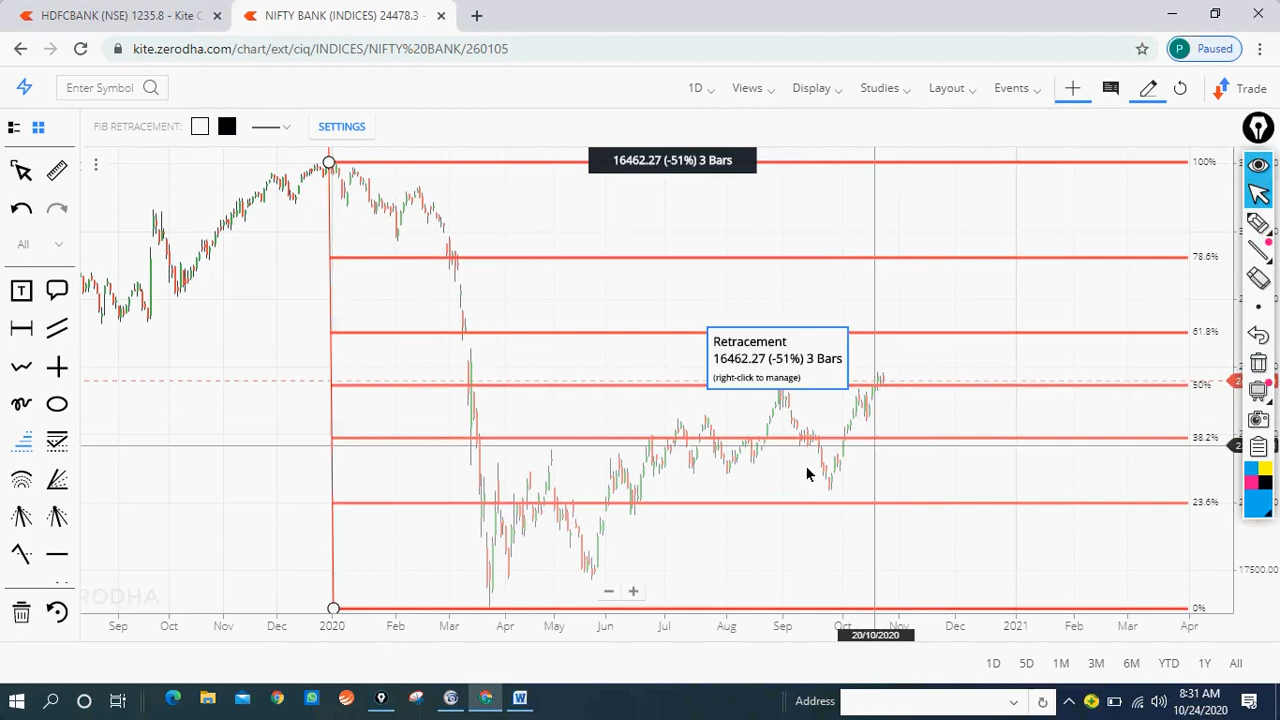 HDFCBANK (NSE) 1235.8 - Kite C
NIFTY BANK (INDICES) 24478.3 -
kite.zerodha.com/chart/ext/ciq/INDICES/NIFTY%20BANK/260105
P Paused
Enter Symbol
1D Views Display Studies Layout Events Trade
FIB RETRACEMENT: SETTINGS
16462.27 (-51%) 3 Bars
100%
All
78.6%
Retracement
16462.27 (-51%) 3 Bars
(right-click to manage)
61.8%
50%
38.2%
23.6%
17500.00
0%
Sep Oct Nov Dec 2020 Feb Mar Apr May Jun Jul Aug Sep Oct Nov Dec 2021 Feb Mar Apr
20/10/2020
1D 5D 1M 3M 6M YTD 1Y All
Address
8:31 AM
10/24/2020